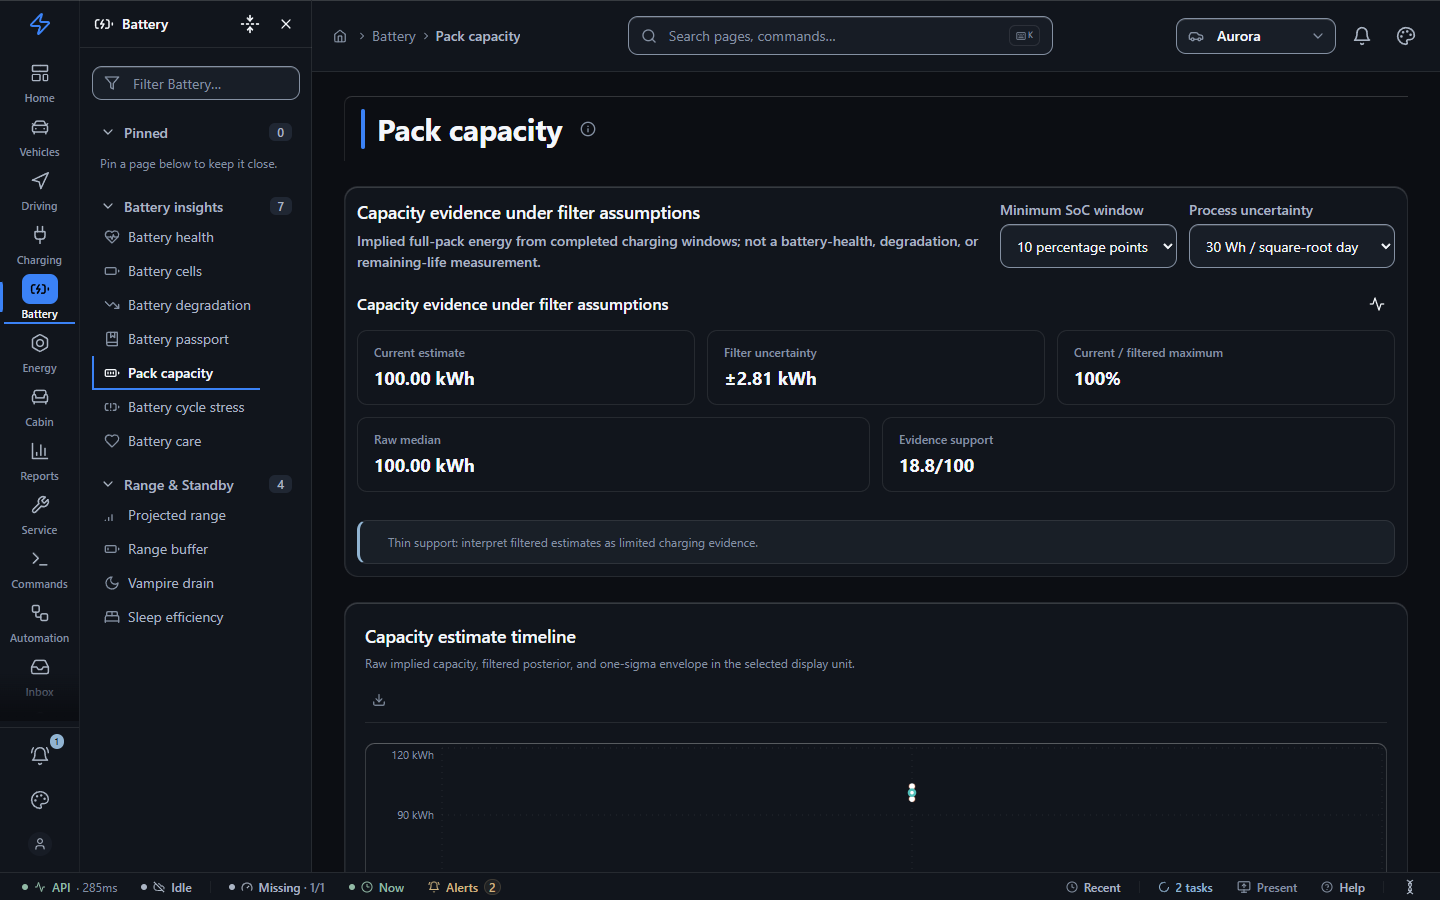 Battery
Home
Vehicles
Driving
Charging
Battery
Energy
Cabin
Reports
Service
Commands
Automation
Inbox
1
Filter Battery...
Pinned 0
Pin a page below to keep it close.
Battery insights 7
Battery health
Battery cells
Battery degradation
Battery passport
Pack capacity
Battery cycle stress
Battery care
Range & Standby 4
Projected range
Range buffer
Vampire drain
Sleep efficiency
Battery Pack capacity
Search pages, commands... K
Aurora
Pack capacity
Capacity evidence under filter assumptions
Implied full-pack energy from completed charging windows; not a battery-health, degradation, or
remaining-life measurement.
Minimum SoC window
10 percentage points
Process uncertainty
30 Wh / square-root day
Capacity evidence under filter assumptions
Current estimate
100.00 kWh
Filter uncertainty
±2.81 kWh
Current / filtered maximum
100%
Raw median
100.00 kWh
Evidence support
18.8/100
Thin support: interpret filtered estimates as limited charging evidence.
Capacity estimate timeline
Raw implied capacity, filtered posterior, and one-sigma envelope in the selected display unit.
120 kWh
90 kWh
API · 285ms
Idle
Missing · 1/1
Now
Alerts 2
Recent
2 tasks
Present
Help